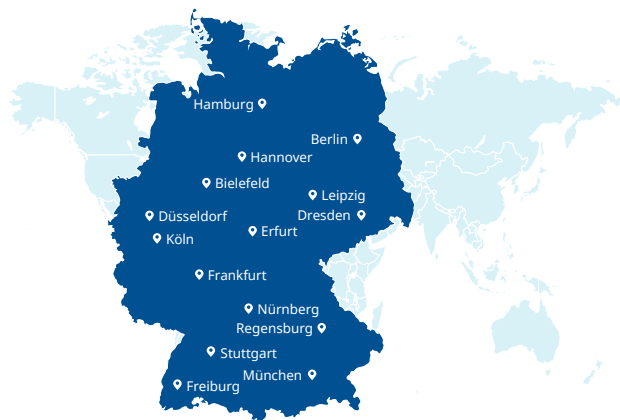 Hamburg
Berlin
Hannover
Bielefeld
Leipzig
Düsseldorf
Dresden
Erfurt
Köln
Frankfurt
Nürnberg
Regensburg
Stuttgart
München
Freiburg